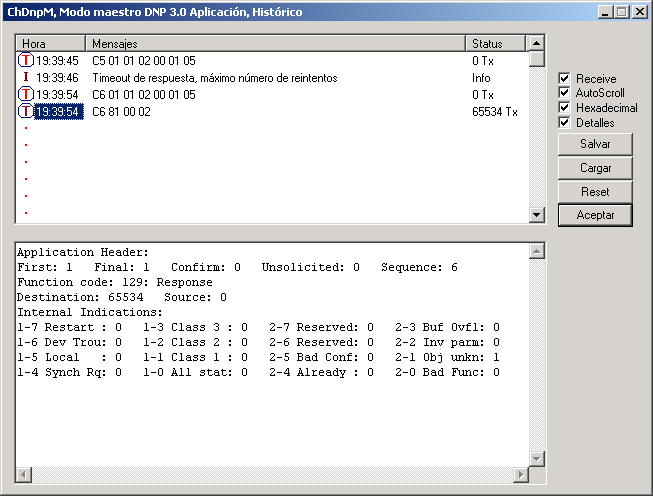 ChDnpM, Modo maestro DNP 3.0 Aplicación, Histórico
Hora Mensajes Status
T 19:39:45 C5 01 01 02 00 01 05 0 Tx
I 19:39:46 Timeout de respuesta, máximo número de reintentos Info
T 19:39:54 C6 01 01 02 00 01 05 0 Tx
T 19:39:54 C6 81 00 02 65534 Tx
Receive
AutoScroll
Hexadecimal
Detalles
Salvar
Cargar
Reset
Aceptar
Application Header:
First: 1 Final: 1 Confirm: 0 Unsolicited: 0 Sequence: 6
Function code: 129: Response
Destination: 65534 Source: 0
Internal Indications:
1-7 Restart : 0 1-3 Class 3 : 0 2-7 Reserved: 0 2-3 Buf Ovfl: 0
1-6 Dev Trou: 0 1-2 Class 2 : 0 2-6 Reserved: 0 2-2 Inv parm: 0
1-5 Local : 0 1-1 Class 1 : 0 2-5 Bad Conf: 0 2-1 Obj unkn: 1
1-4 Synch Rq: 0 1-0 All stat: 0 2-4 Already : 0 2-0 Bad Func: 0